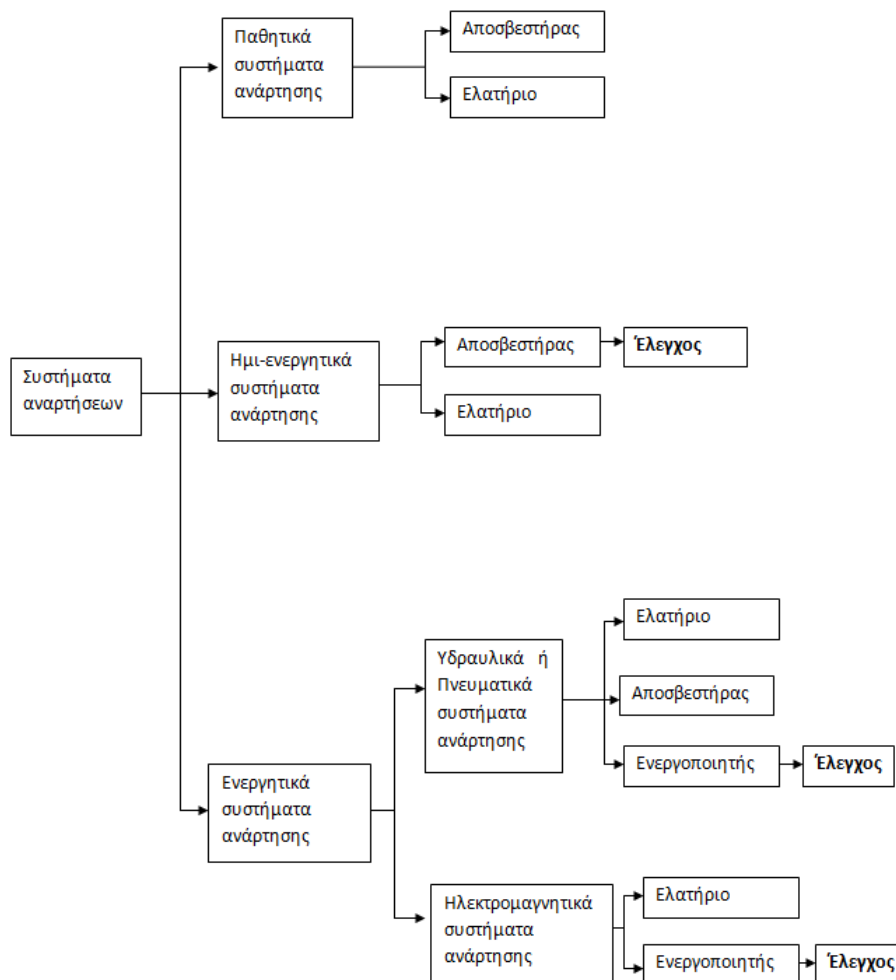 Παθητικά
συστήματα
ανάρτησης
Αποσβεστήρας
Ελατήριο
Συστήματα
αναρτήσεων
Ημι-ενεργητικά
συστήματα
ανάρτησης
Αποσβεστήρας
Έλεγχος
Ελατήριο
Ενεργητικά
συστήματα
ανάρτησης
Υδραυλικά ή
Πνευματικά
συστήματα
ανάρτησης
Ελατήριο
Αποσβεστήρας
Ενεργοποιητής
Έλεγχος
Ηλεκτρομαγνητικά
συστήματα
ανάρτησης
Ελατήριο
Ενεργοποιητής
Έλεγχος